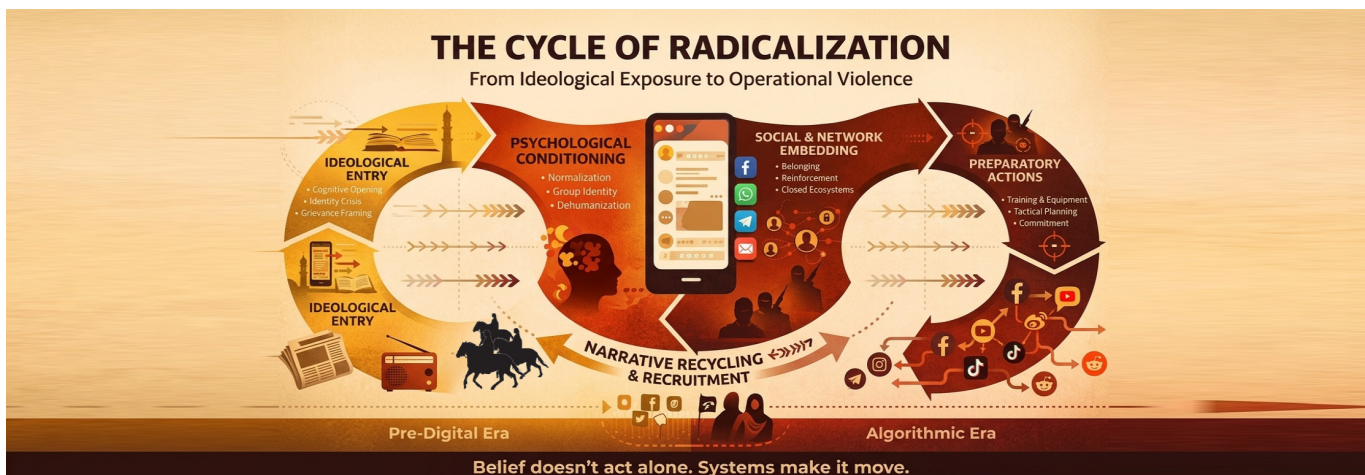 THE CYCLE OF RADICALIZATION
From Ideological Exposure to Operational Violence
IDEOLOGICAL
ENTRY
• Cognitive Opening
• Identity Crisis
• Grievance Framing
PSYCHOLOGICAL
CONDITIONING
• Normalization
• Group Identity
• Dehumanization
SOCIAL & NETWORK
EMBEDDING
• Belonging
• Reinforcement
• Closed Ecosystems
PREPARATORY
ACTIONS
• Training & Equipment
• Tactical Planning
• Commitment
IDEOLOGICAL
ENTRY
NARRATIVE RECYCLING
& RECRUITMENT
Pre-Digital Era
Algorithmic Era
Belief doesn't act alone. Systems make it move.